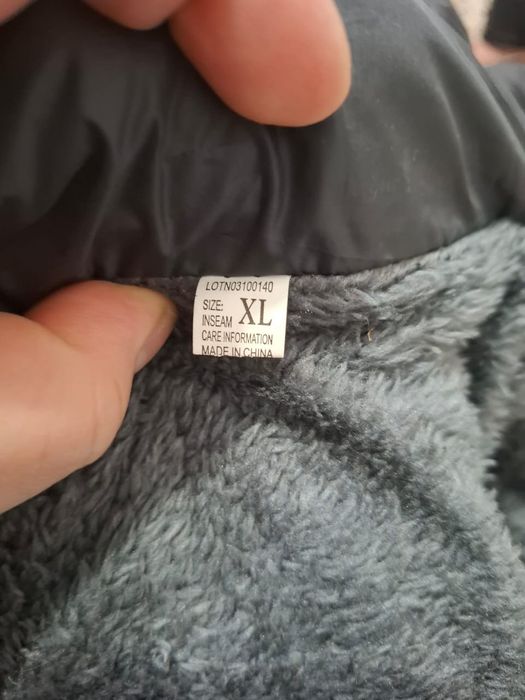 LOTN03100140
SIZE: XL
INSEAM
CARE INFORMATION
MADE IN CHINA